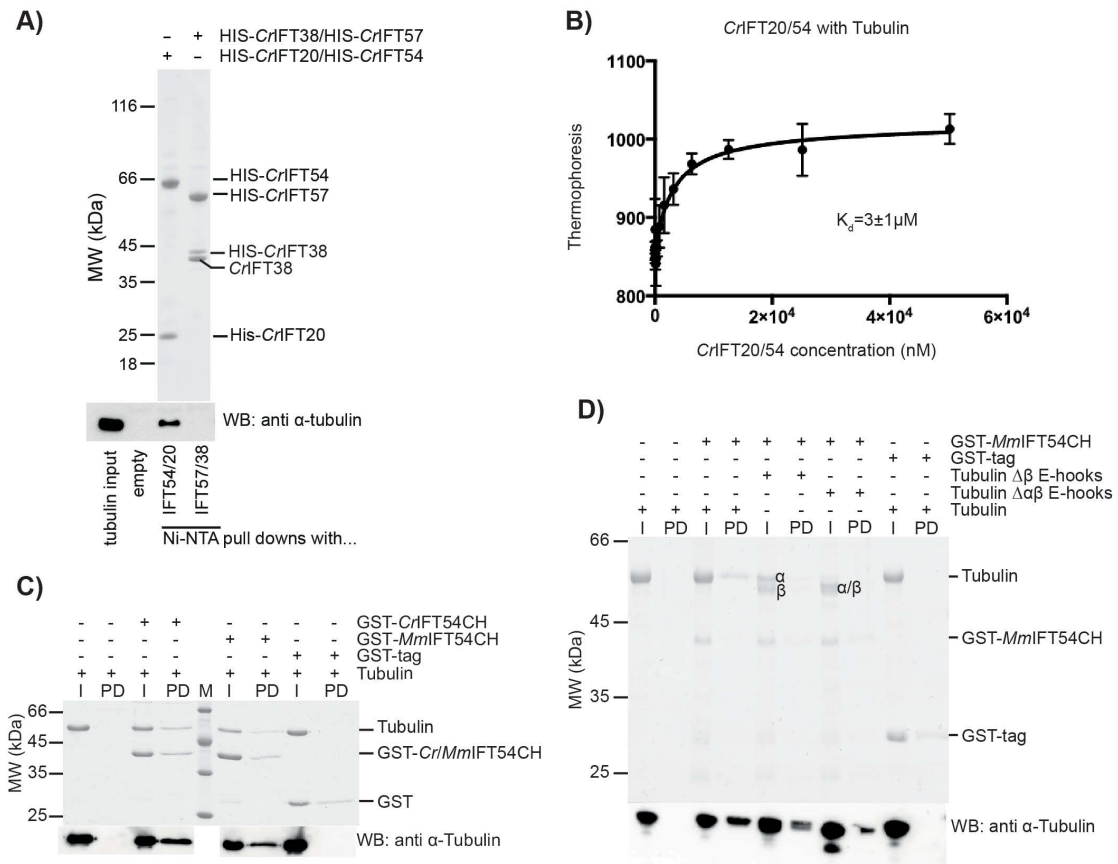 A)
– + HIS-CrIFT38/HIS-CrIFT57
+ – HIS-CrIFT20/HIS-CrIFT54
116
66
45
35
25
18
MW (kDa)
HIS-CrIFT54
HIS-CrIFT57
HIS-CrIFT38
CrIFT38
His-CrIFT20
WB: anti α-tubulin
tubulin input
empty
IFT54/20
IFT57/38
Ni-NTA pull downs with...
B)
CrIFT20/54 with Tubulin
1100
1000
900
800
Thermophoresis
Kd=3±1µM
0 2×10⁴ 4×10⁴ 6×10⁴
CrIFT20/54 concentration (nM)
C)
- - + + - - - - GST-CrIFT54CH
- - - - + + - - GST-MmIFT54CH
- - - - - - + + GST-tag
+ + + + + + + + Tubulin
I PD I PD M I PD I PD
66
45
35
25
MW (kDa)
Tubulin
GST-Cr/MmIFT54CH
GST
WB: anti α-Tubulin
D)
- - + + + + + + - - GST-MmIFT54CH
- - - - - - - - + + GST-tag
- - - - + + - - - - Tubulin Δβ E-hooks
- - - - - - + + - - Tubulin Δαβ E-hooks
+ + + + - - - - + + Tubulin
I PD I PD I PD I PD I PD
66
45
35
25
MW (kDa)
α
β
α/β
Tubulin
GST-MmIFT54CH
GST-tag
WB: anti α-Tubulin